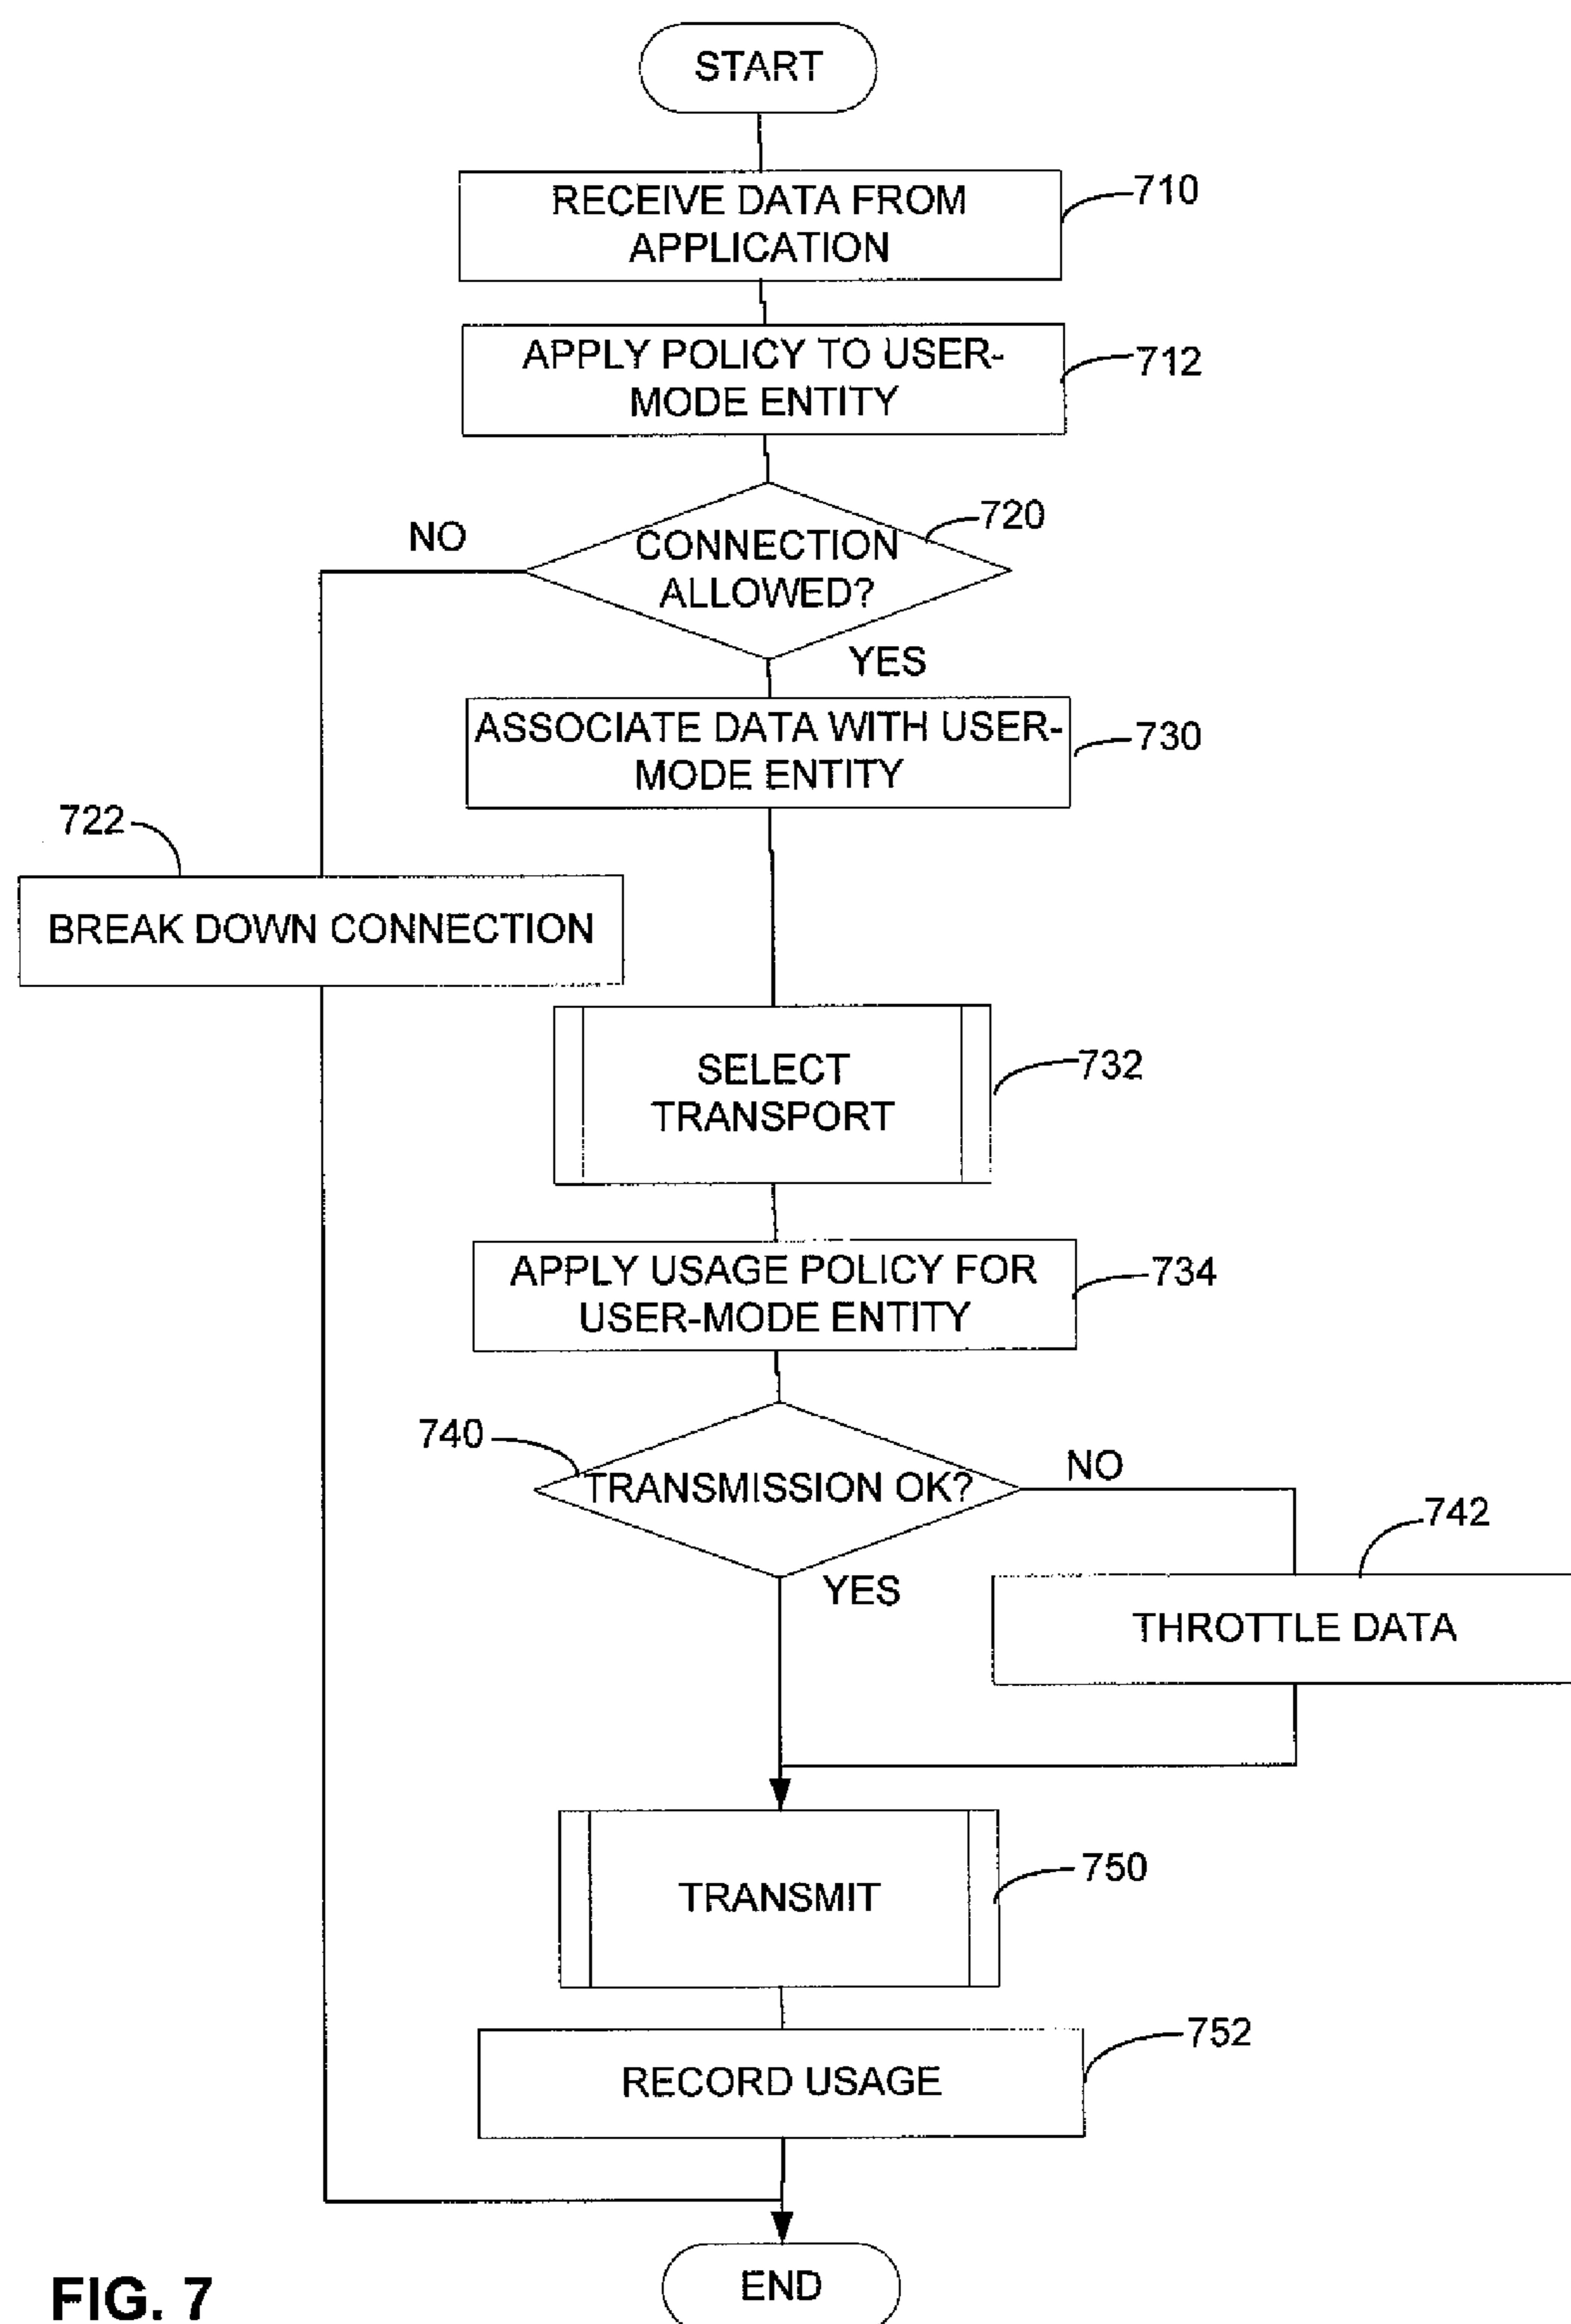 START
RECEIVE DATA FROM
APPLICATION
710
APPLY POLICY TO USER-
MODE ENTITY
712
CONNECTION
ALLOWED?
720
NO
YES
ASSOCIATE DATA WITH USER-
MODE ENTITY
730
722
BREAK DOWN CONNECTION
SELECT
TRANSPORT
732
APPLY USAGE POLICY FOR
USER-MODE ENTITY
734
740
TRANSMISSION OK?
NO
YES
742
THROTTLE DATA
TRANSMIT
750
RECORD USAGE
752
END
FIG. 7